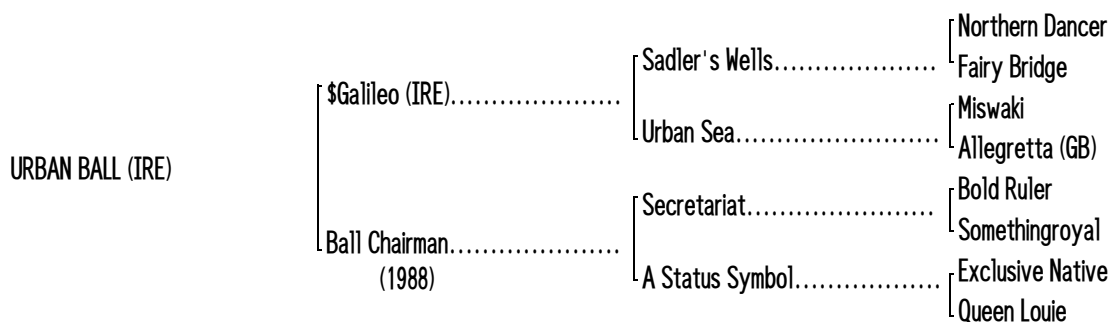 Northern Dancer
Sadler's Wells....................
Fairy Bridge
$Galileo (IRE).....................
Miswaki
Urban Sea.........................
Allegretta (GB)
URBAN BALL (IRE)
Bold Ruler
Secretariat.......................
Somethingroyal
Ball Chairman.....................
(1988)
Exclusive Native
A Status Symbol..................
Queen Louie